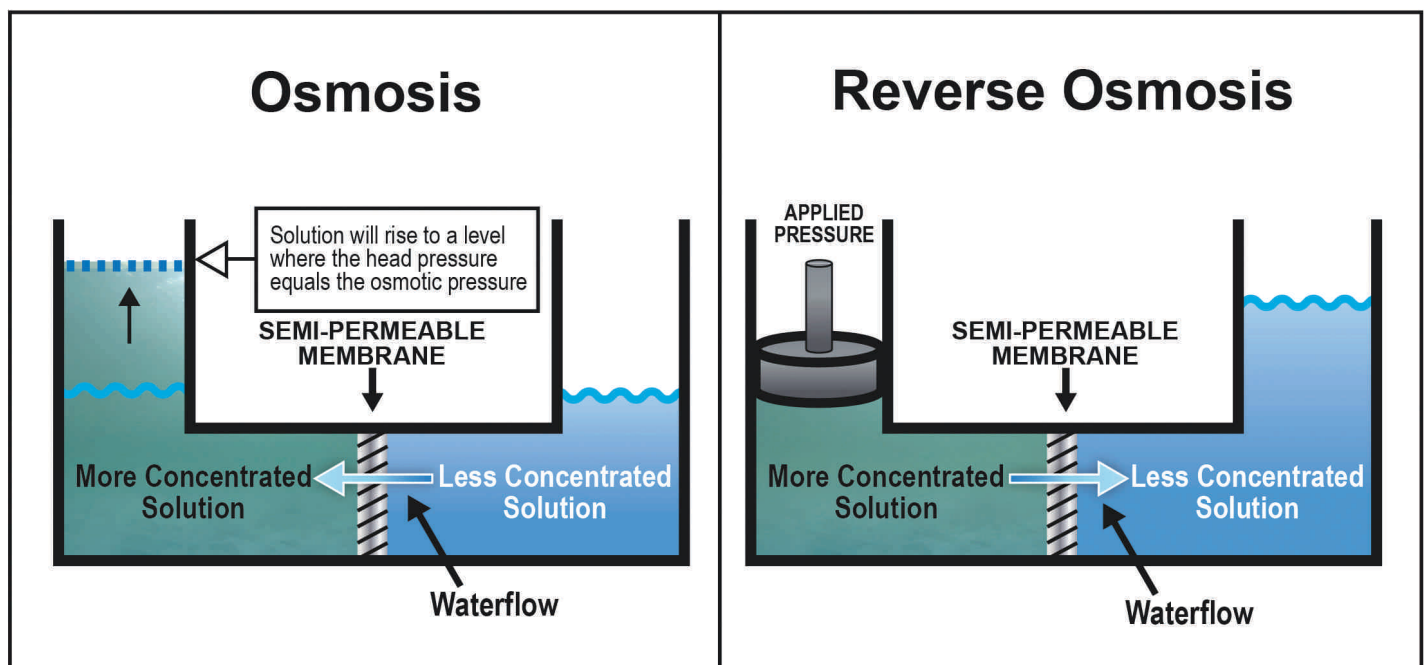 Osmosis
Solution will rise to a level
where the head pressure
equals the osmotic pressure
SEMI-PERMEABLE
MEMBRANE
More Concentrated
Solution
Less Concentrated
Solution
Waterflow
Reverse Osmosis
APPLIED
PRESSURE
SEMI-PERMEABLE
MEMBRANE
More Concentrated
Solution
Less Concentrated
Solution
Waterflow